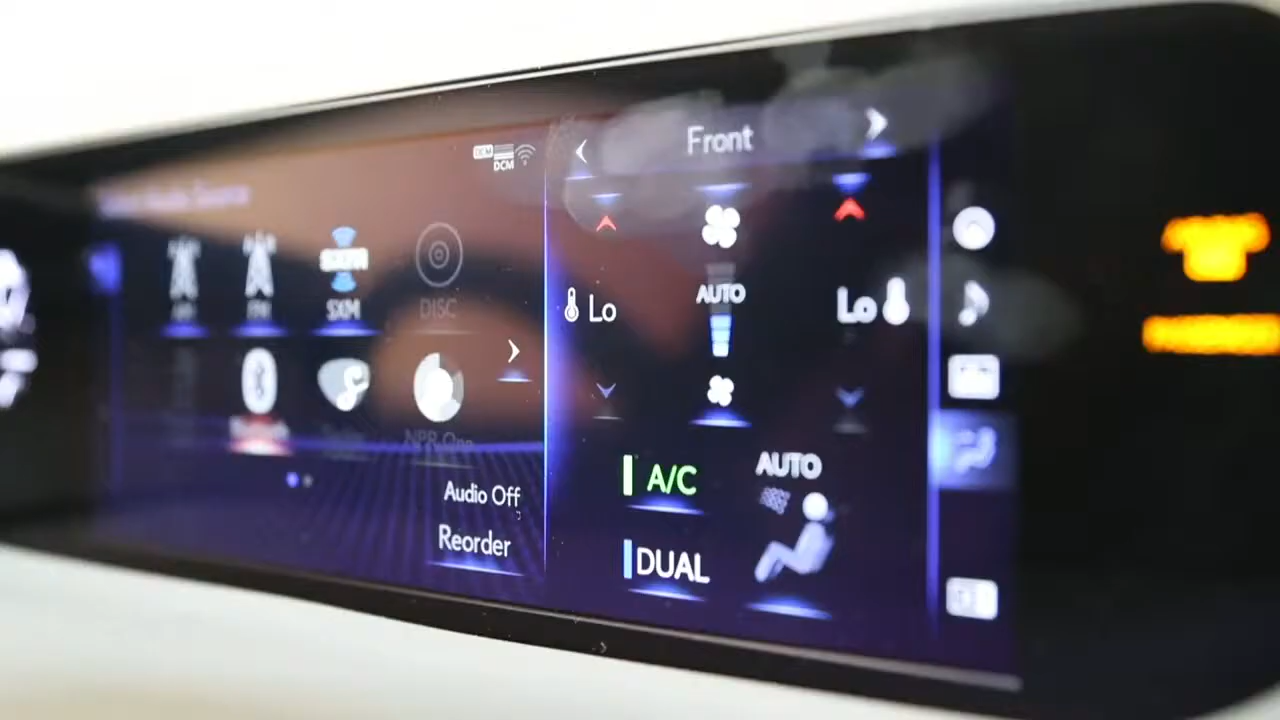 DCM
DCM
Front
SXM
SXM
DISC
NPR One
Audio Off
Reorder
AUTO
Lo
Lo
A/C
AUTO
DUAL